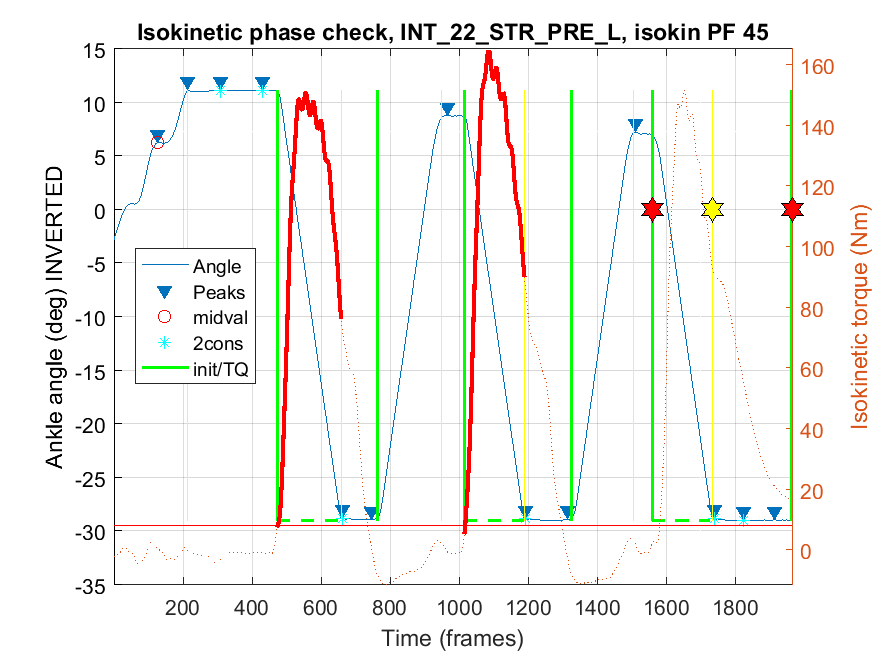 Isokinetic phase check, INT_22_STR_PRE_L, isokin PF 45
15
10
5
0
-5
-10
-15
-20
-25
-30
-35
Ankle angle (deg) INVERTED
Angle
Peaks
midval
2cons
init/TQ
160
140
120
100
80
60
40
20
0
Isokinetic torque (Nm)
200 400 600 800 1000 1200 1400 1600 1800
Time (frames)